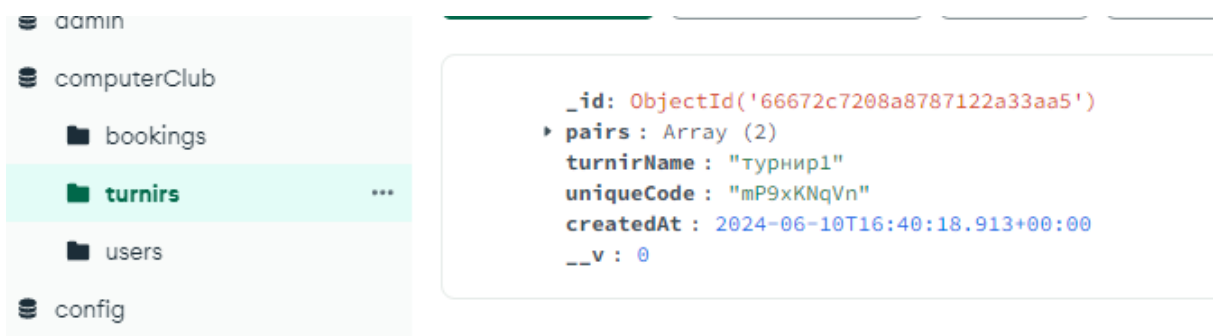 admin
computerClub
bookings
turnirs
users
config
_id: ObjectId('66672c7208a8787122a33aa5')
pairs : Array (2)
turnirName : "турнир1"
uniqueCode : "mP9xKNqVn"
createdAt : 2024-06-10T16:40:18.913+00:00
__v : 0